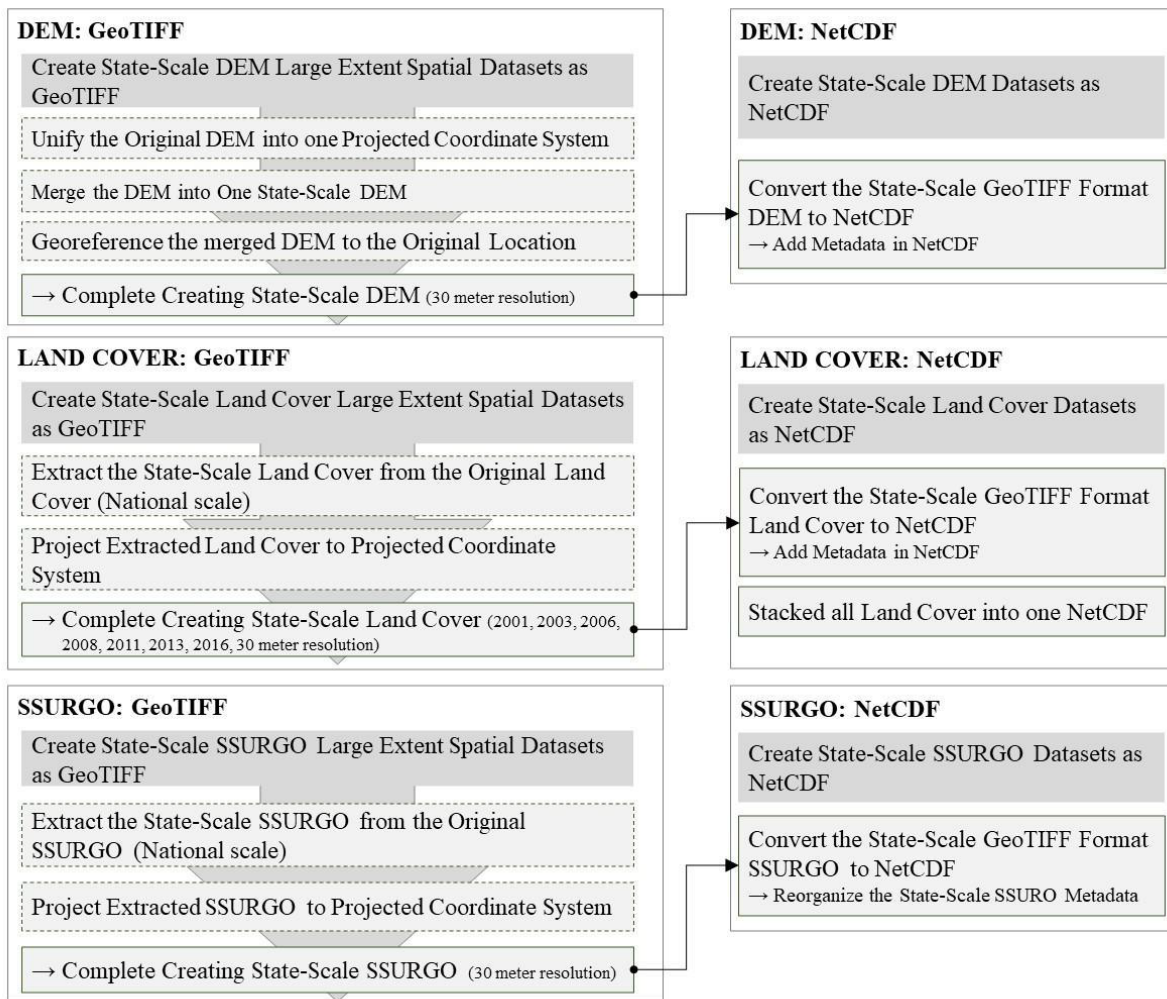 DEM: GeoTIFF
Create State-Scale DEM Large Extent Spatial Datasets as
GeoTIFF
Unify the Original DEM into one Projected Coordinate System
Merge the DEM into One State-Scale DEM
Georeference the merged DEM to the Original Location
→ Complete Creating State-Scale DEM (30 meter resolution)
DEM: NetCDF
Create State-Scale DEM Datasets as
NetCDF
Convert the State-Scale GeoTIFF Format
DEM to NetCDF
→ Add Metadata in NetCDF
LAND COVER: GeoTIFF
Create State-Scale Land Cover Large Extent Spatial Datasets
as GeoTIFF
Extract the State-Scale Land Cover from the Original Land
Cover (National scale)
Project Extracted Land Cover to Projected Coordinate
System
→ Complete Creating State-Scale Land Cover (2001, 2003, 2006,
2008, 2011, 2013, 2016, 30 meter resolution)
LAND COVER: NetCDF
Create State-Scale Land Cover Datasets
as NetCDF
Convert the State-Scale GeoTIFF Format
Land Cover to NetCDF
→ Add Metadata in NetCDF
Stacked all Land Cover into one NetCDF
SSURGO: GeoTIFF
Create State-Scale SSURGO Large Extent Spatial Datasets
as GeoTIFF
Extract the State-Scale SSURGO from the Original
SSURGO (National scale)
Project Extracted SSURGO to Projected Coordinate System
→ Complete Creating State-Scale SSURGO (30 meter resolution)
SSURGO: NetCDF
Create State-Scale SSURGO Datasets as
NetCDF
Convert the State-Scale GeoTIFF Format
SSURGO to NetCDF
→ Reorganize the State-Scale SSURO Metadata